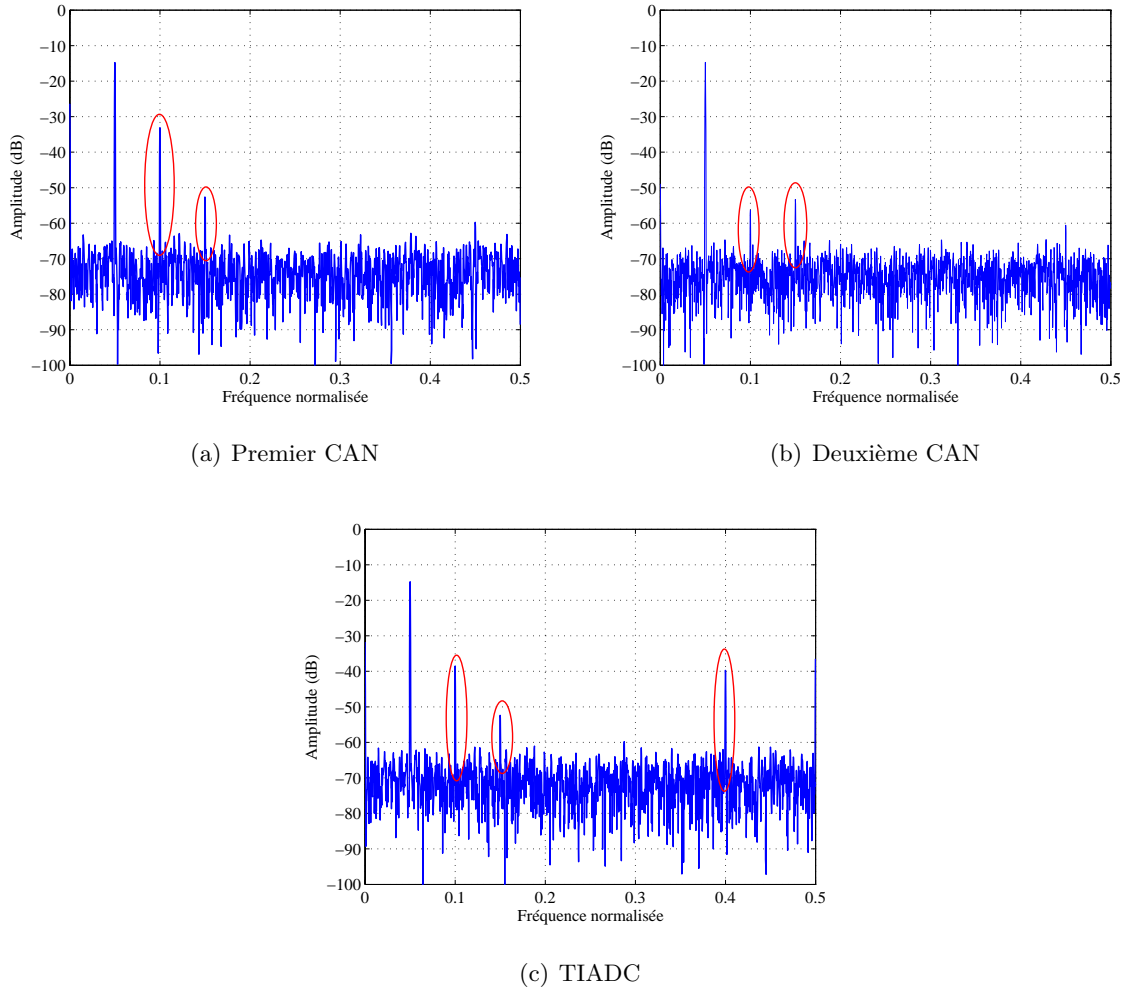 0
−10
−20
−30
−40
−50
−60
−70
−80
−90
−100
Amplitude (dB)
0 0.1 0.2 0.3 0.4 0.5
Fréquence normalisée
(a) Premier CAN
0
−10
−20
−30
−40
−50
−60
−70
−80
−90
−100
Amplitude (dB)
0 0.1 0.2 0.3 0.4 0.5
Fréquence normalisée
(b) Deuxième CAN
0
−10
−20
−30
−40
−50
−60
−70
−80
−90
−100
Amplitude (dB)
0 0.1 0.2 0.3 0.4 0.5
Fréquence normalisée
(c) TIADC